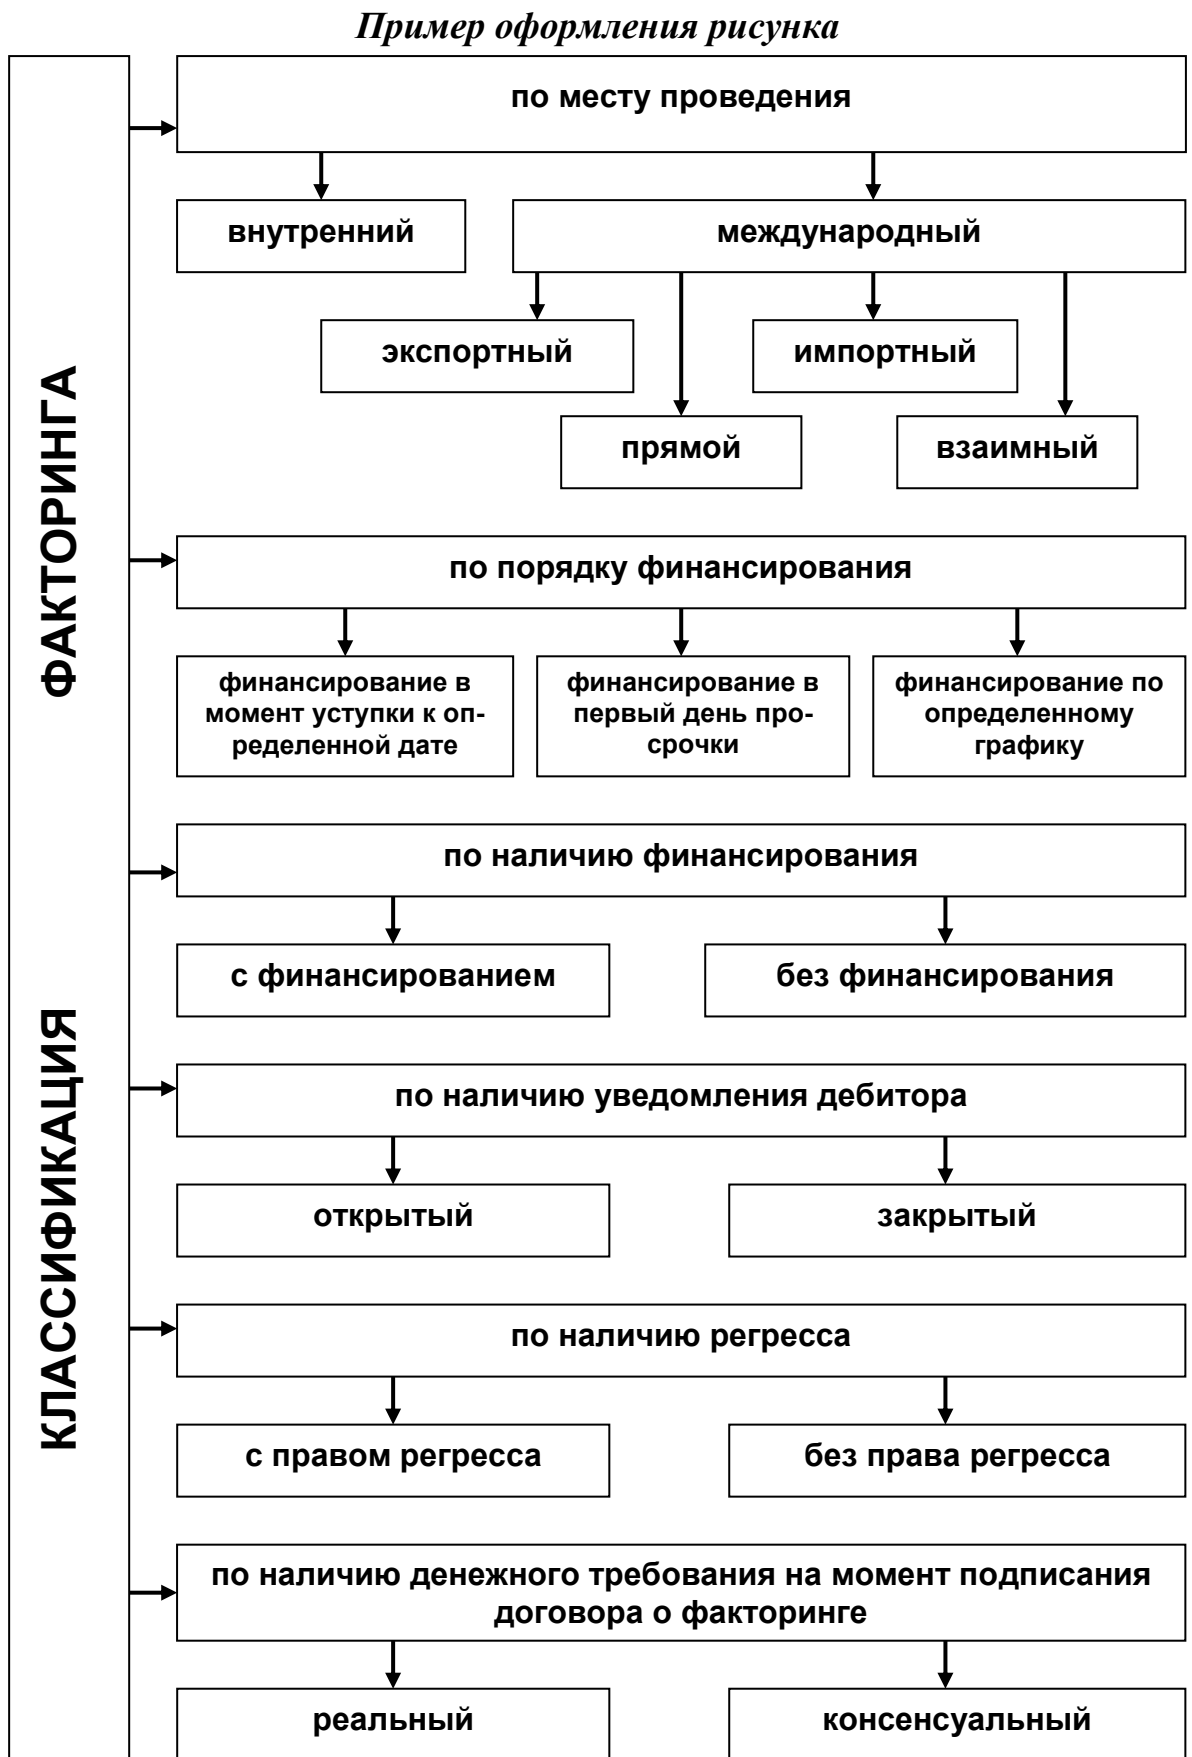 Пример оформления рисунка
КЛАССИФИКАЦИЯ ФАКТОРИНГА
по месту проведения
внутренний
международный
экспортный
импортный
прямой
взаимный
по порядку финансирования
финансирование в
момент уступки к оп-
ределенной дате
финансирование в
первый день про-
срочки
финансирование по
определенному
графику
по наличию финансирования
с финансированием
без финансирования
по наличию уведомления дебитора
открытый
закрытый
по наличию регресса
с правом регресса
без права регресса
по наличию денежного требования на момент подписания
договора о факторинге
реальный
консенсуальный